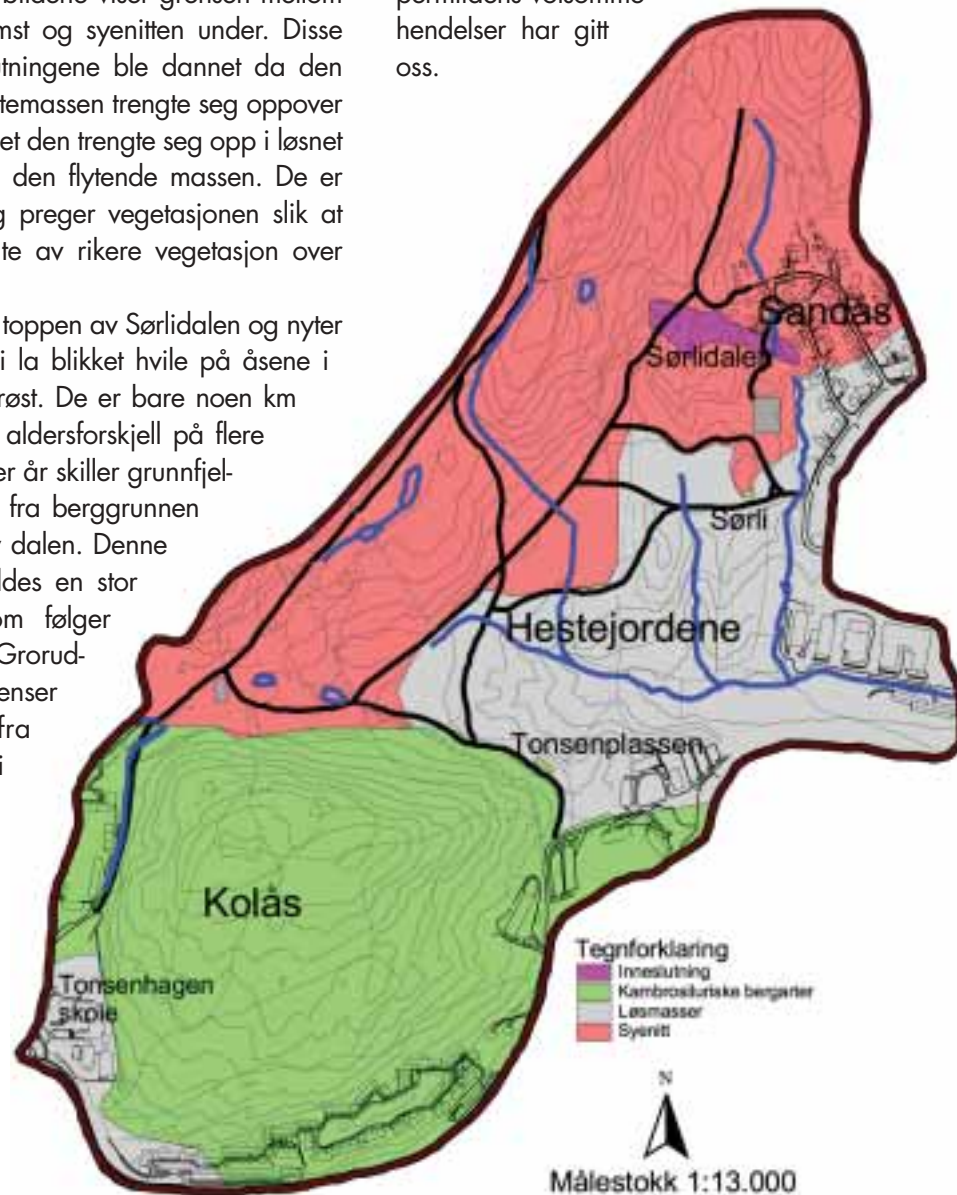 bildene viser grensen mellom
mst og syenitten under. Disse
utningene ble dannet da den
temassen trengte seg oppover
et den trengte seg opp i løsnet
den flytende massen. De er
g preger vegetasjonen slik at
te av rikere vegetasjon over
toppen av Sørlidalen og nyter
i la blikket hvile på åsene i
røst. De er bare noen km
aldersforskjell på flere
er år skiller grunnfjel-
fra berggrunnen
dalen. Denne
ldes en stor
om følger
Grorud-
enser
fra
i
hendelser har gitt
oss.
Sandås
Sørlidalen
Sørli
Hestejordene
Tonsenplassen
Kolås
Tonsenhagen
skole
Tegnforklaring
Inneslutning
Kambrosiluriske bergarter
Løsmasser
Syenitt
N
Målestokk 1:13.000